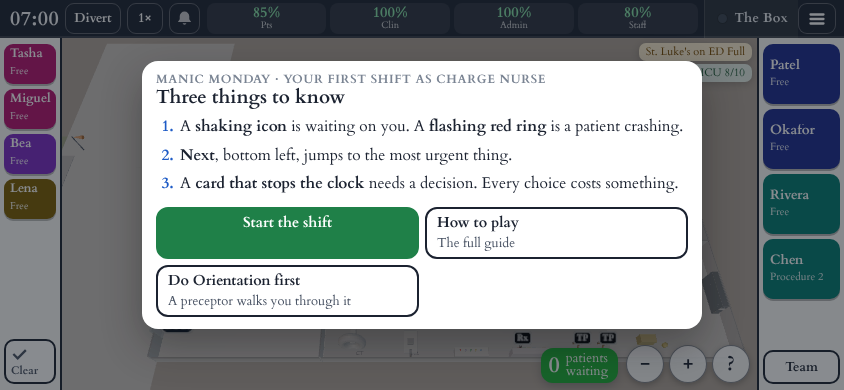 07:00
Divert
1×
85%
Pts
100%
Clin
100%
Admin
80%
Staff
The Box
St. Luke's on ED Full
ICU 8/10
Tasha
Free
Miguel
Free
Bea
Free
Lena
Free
Patel
Free
Okafor
Free
Rivera
Free
Chen
Procedure 2
MANIC MONDAY · YOUR FIRST SHIFT AS CHARGE NURSE
Three things to know
1. A shaking icon is waiting on you. A flashing red ring is a patient crashing.
2. Next, bottom left, jumps to the most urgent thing.
3. A card that stops the clock needs a decision. Every choice costs something.
Start the shift
How to play
The full guide
Do Orientation first
A preceptor walks you through it
Rx
TP
TP
Clear
0 patients
waiting
−
+
?
Team